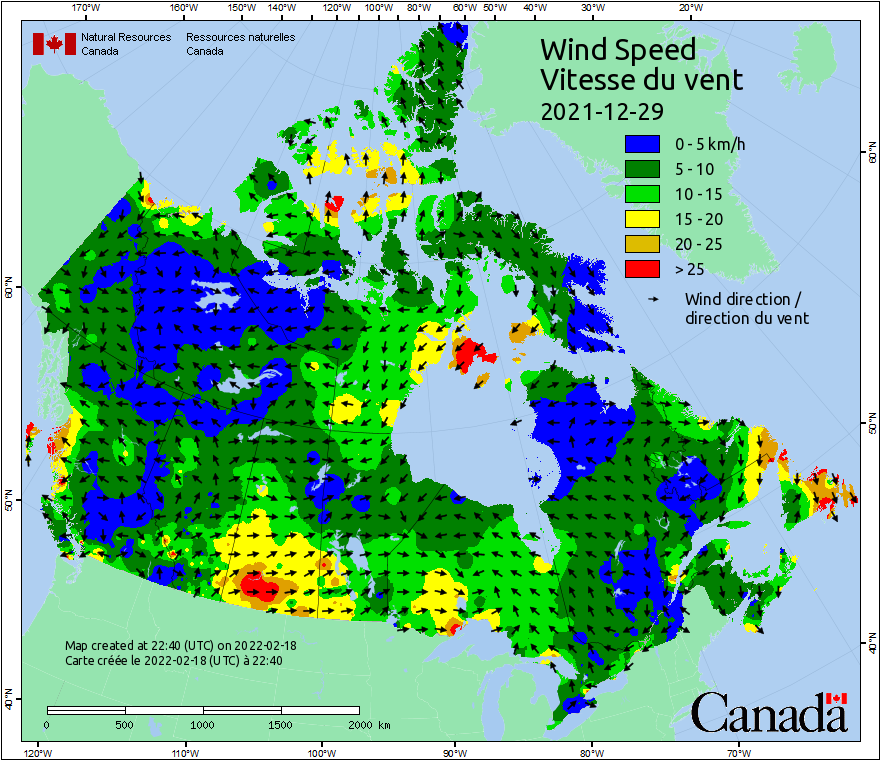 170°W 160°W 150°W 140°W 130°W 120°W 110°W 100°W 90°W 80°W 60°W 50°W 40°W 30°W 20°W
Natural Resources Ressources naturelles
Canada Canada
Wind Speed
Vitesse du vent
2021-12-29
0 - 5 km/h
5 - 10
10 - 15
15 - 20
20 - 25
> 25
Wind direction /
direction du vent
60°N 60°N
50°N 50°N
40°N 40°N
Map created at 22:40 (UTC) on 2022-02-18
Carte créée le 2022-02-18 (UTC) à 22:40
0 500 1000 1500 2000 km
Canada
120°W 110°W 100°W 90°W 80°W 70°W